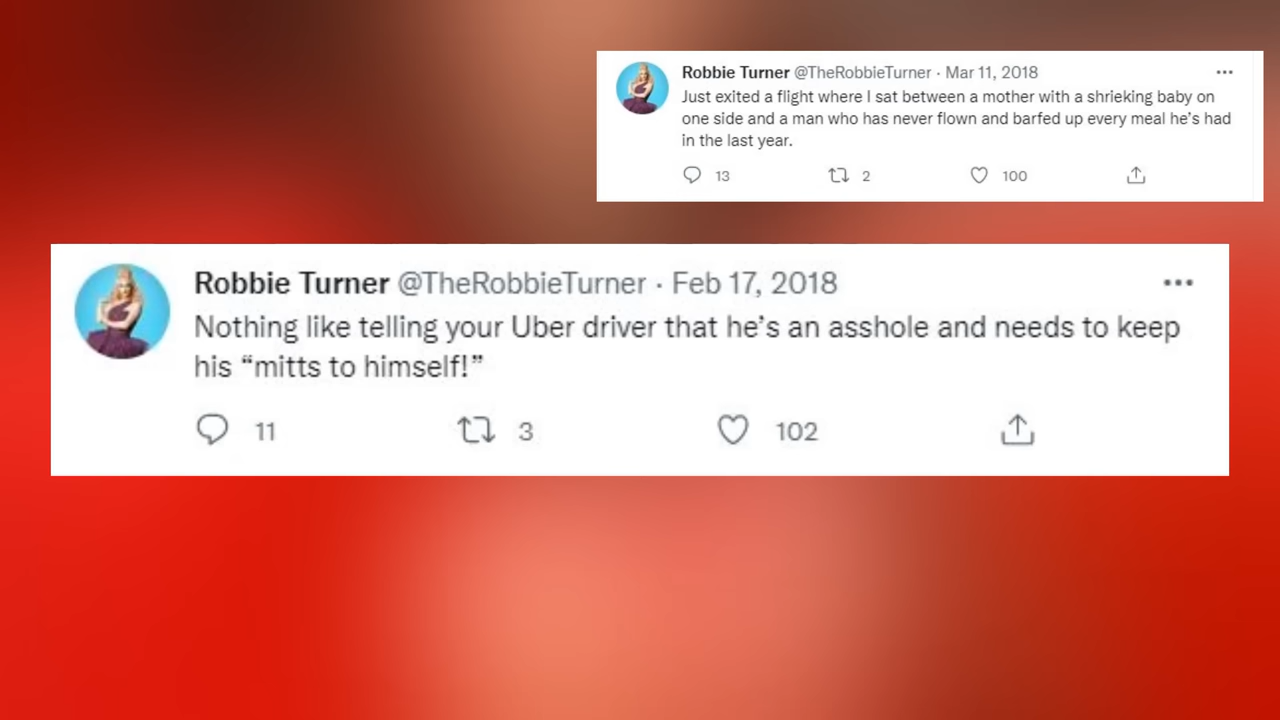 Robbie Turner @TheRobbieTurner · Mar 11, 2018
Just exited a flight where I sat between a mother with a shrieking baby on
one side and a man who has never flown and barfed up every meal he's had
in the last year.
13 2 100
Robbie Turner @TheRobbieTurner · Feb 17, 2018
Nothing like telling your Uber driver that he's an asshole and needs to keep
his “mitts to himself!”
11 3 102